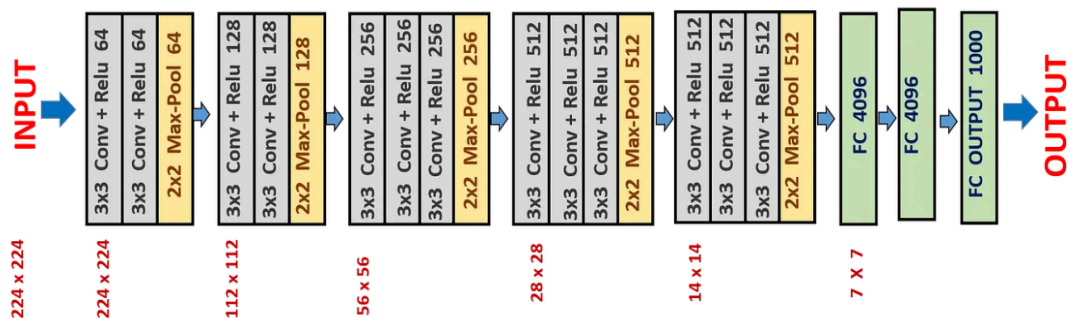 INPUT
3x3 Conv + Relu 64
3x3 Conv + Relu 64
2x2 Max-Pool 64
3x3 Conv + Relu 128
3x3 Conv + Relu 128
2x2 Max-Pool 128
3x3 Conv + Relu 256
3x3 Conv + Relu 256
3x3 Conv + Relu 256
2x2 Max-Pool 256
3x3 Conv + Relu 512
3x3 Conv + Relu 512
3x3 Conv + Relu 512
2x2 Max-Pool 512
3x3 Conv + Relu 512
3x3 Conv + Relu 512
3x3 Conv + Relu 512
2x2 Max-Pool 512
FC 4096
FC 4096
FC OUTPUT 1000
OUTPUT
224 x 224
224 x 224
112 x 112
56 x 56
28 x 28
14 x 14
7 X 7